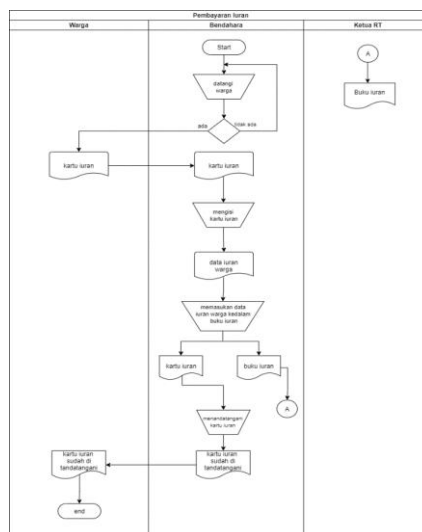 Pembayaran Iuran
Warga
Bendahara
Ketua RT
Start
A
datangi
warga
Buku iuran
ada
tidak ada
kartu iuran
kartu iuran
mengisi
kartu iuran
data iuran
warga
memasukan data
iuran warga kedalam
buku iuran
kartu iuran
buku iuran
A
menandatangani
kartu iuran
kartu iuran
sudah di
tandatangani
kartu iuran
sudah di
tandatangani
end